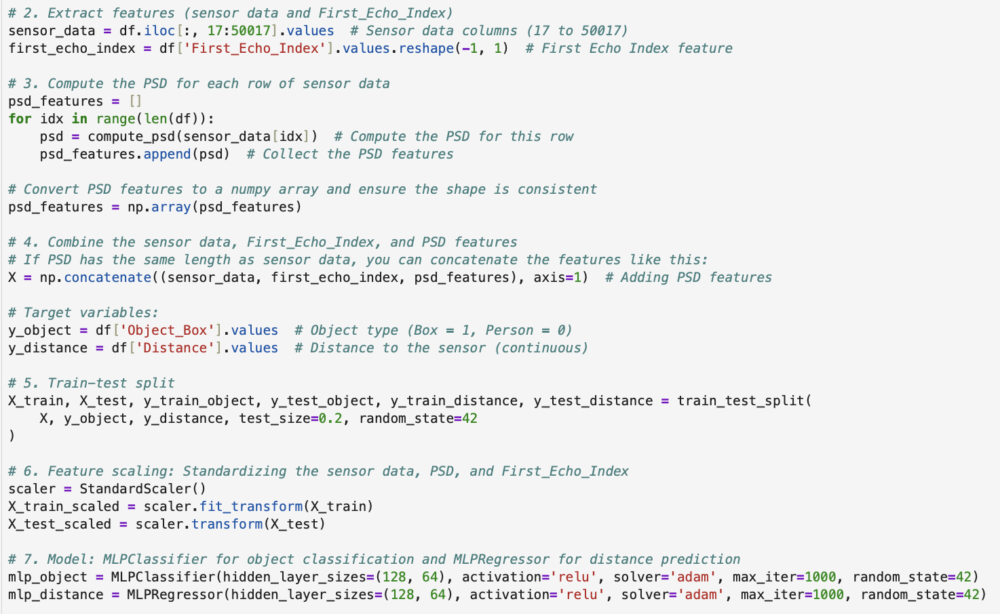 # 2. Extract features (sensor data and First_Echo_Index)
sensor_data = df.iloc[:, 17:50017].values  # Sensor data columns (17 to 50017)
first_echo_index = df['First_Echo_Index'].values.reshape(-1, 1)  # First Echo Index feature

# 3. Compute the PSD for each row of sensor data
psd_features = []
for idx in range(len(df)):
    psd = compute_psd(sensor_data[idx])  # Compute the PSD for this row
    psd_features.append(psd)  # Collect the PSD features

# Convert PSD features to a numpy array and ensure the shape is consistent
psd_features = np.array(psd_features)

# 4. Combine the sensor data, First_Echo_Index, and PSD features
# If PSD has the same length as sensor data, you can concatenate the features like this:
X = np.concatenate((sensor_data, first_echo_index, psd_features), axis=1)  # Adding PSD features

# Target variables:
y_object = df['Object_Box'].values  # Object type (Box = 1, Person = 0)
y_distance = df['Distance'].values  # Distance to the sensor (continuous)

# 5. Train-test split
X_train, X_test, y_train_object, y_test_object, y_train_distance, y_test_distance = train_test_split(
    X, y_object, y_distance, test_size=0.2, random_state=42
)

# 6. Feature scaling: Standardizing the sensor data, PSD, and First_Echo_Index
scaler = StandardScaler()
X_train_scaled = scaler.fit_transform(X_train)
X_test_scaled = scaler.transform(X_test)

# 7. Model: MLPClassifier for object classification and MLPRegressor for distance prediction
mlp_object = MLPClassifier(hidden_layer_sizes=(128, 64), activation='relu', solver='adam', max_iter=1000, random_state=42)
mlp_distance = MLPRegressor(hidden_layer_sizes=(128, 64), activation='relu', solver='adam', max_iter=1000, random_state=42)